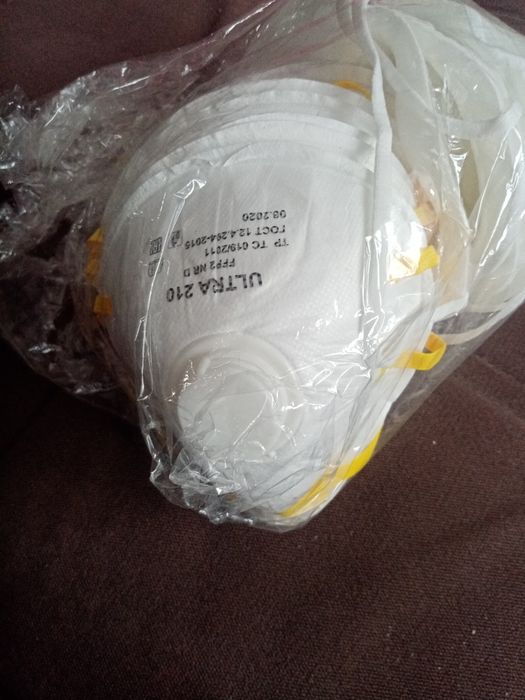 ULTRA 210
FFP2 NR D
ТР ТС 019/2011
ГОСТ 12.4.294-2015
08.2020